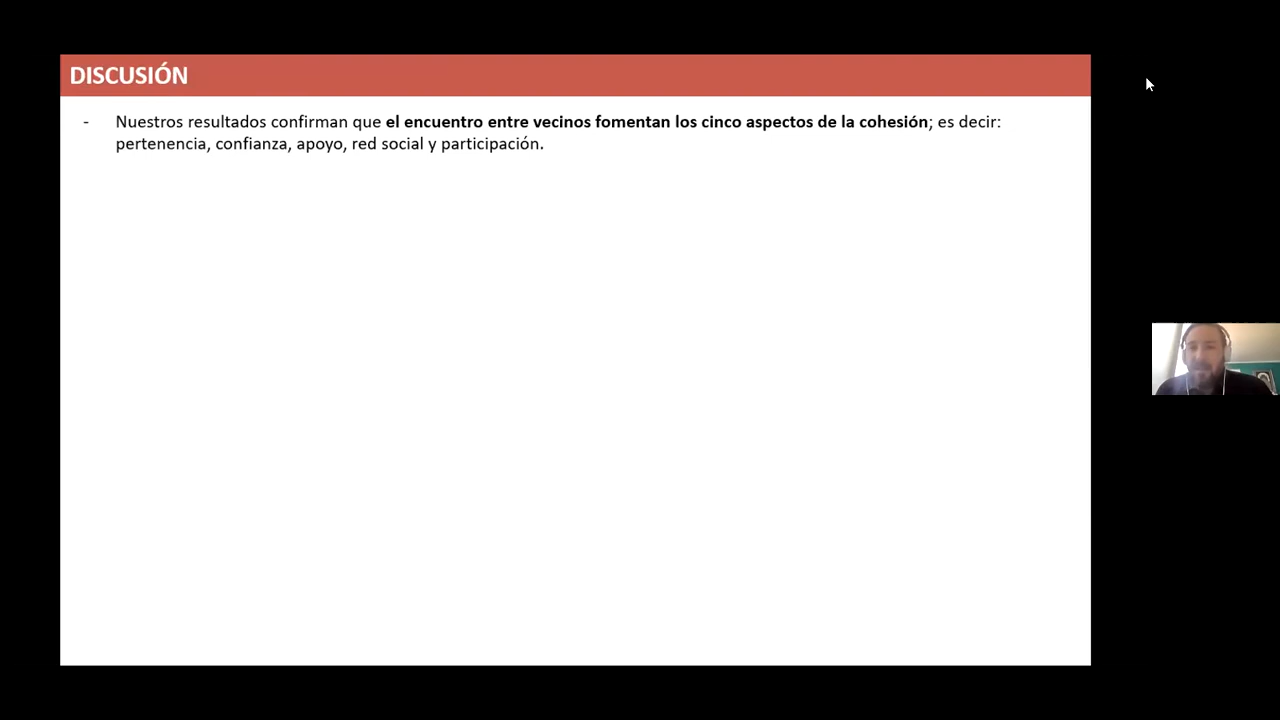 DISCUSIÓN
- Nuestros resultados confirman que el encuentro entre vecinos fomentan los cinco aspectos de la cohesión; es decir:
pertenencia, confianza, apoyo, red social y participación.